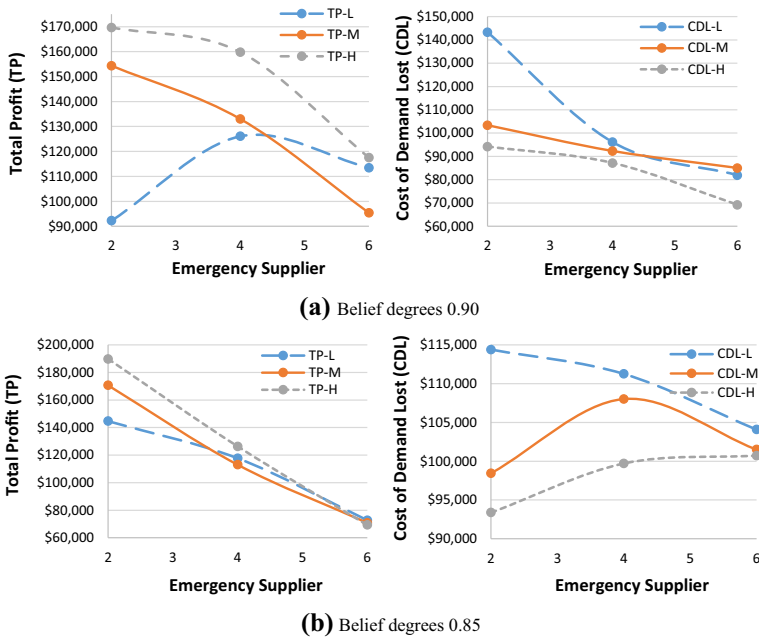 $170,000
$160,000
$150,000
$140,000
$130,000
$120,000
$110,000
$100,000
$90,000
Total Profit (TP)
2 3 4 5 6
Emergency Supplier
TP-L
TP-M
TP-H
$150,000
$140,000
$130,000
$120,000
$110,000
$100,000
$90,000
$80,000
$70,000
$60,000
Cost of Demand Lost (CDL)
2 3 4 5 6
Emergency Supplier
CDL-L
CDL-M
CDL-H
(a) Belief degrees 0.90
$200,000
$180,000
$160,000
$140,000
$120,000
$100,000
$80,000
$60,000
Total Profit (TP)
2 3 4 5 6
Emergency Supplier
TP-L
TP-M
TP-H
$115,000
$110,000
$105,000
$100,000
$95,000
$90,000
Cost of Demand Lost (CDL)
2 3 4 5 6
Emergency Supplier
CDL-L
CDL-M
CDL-H
(b) Belief degrees 0.85